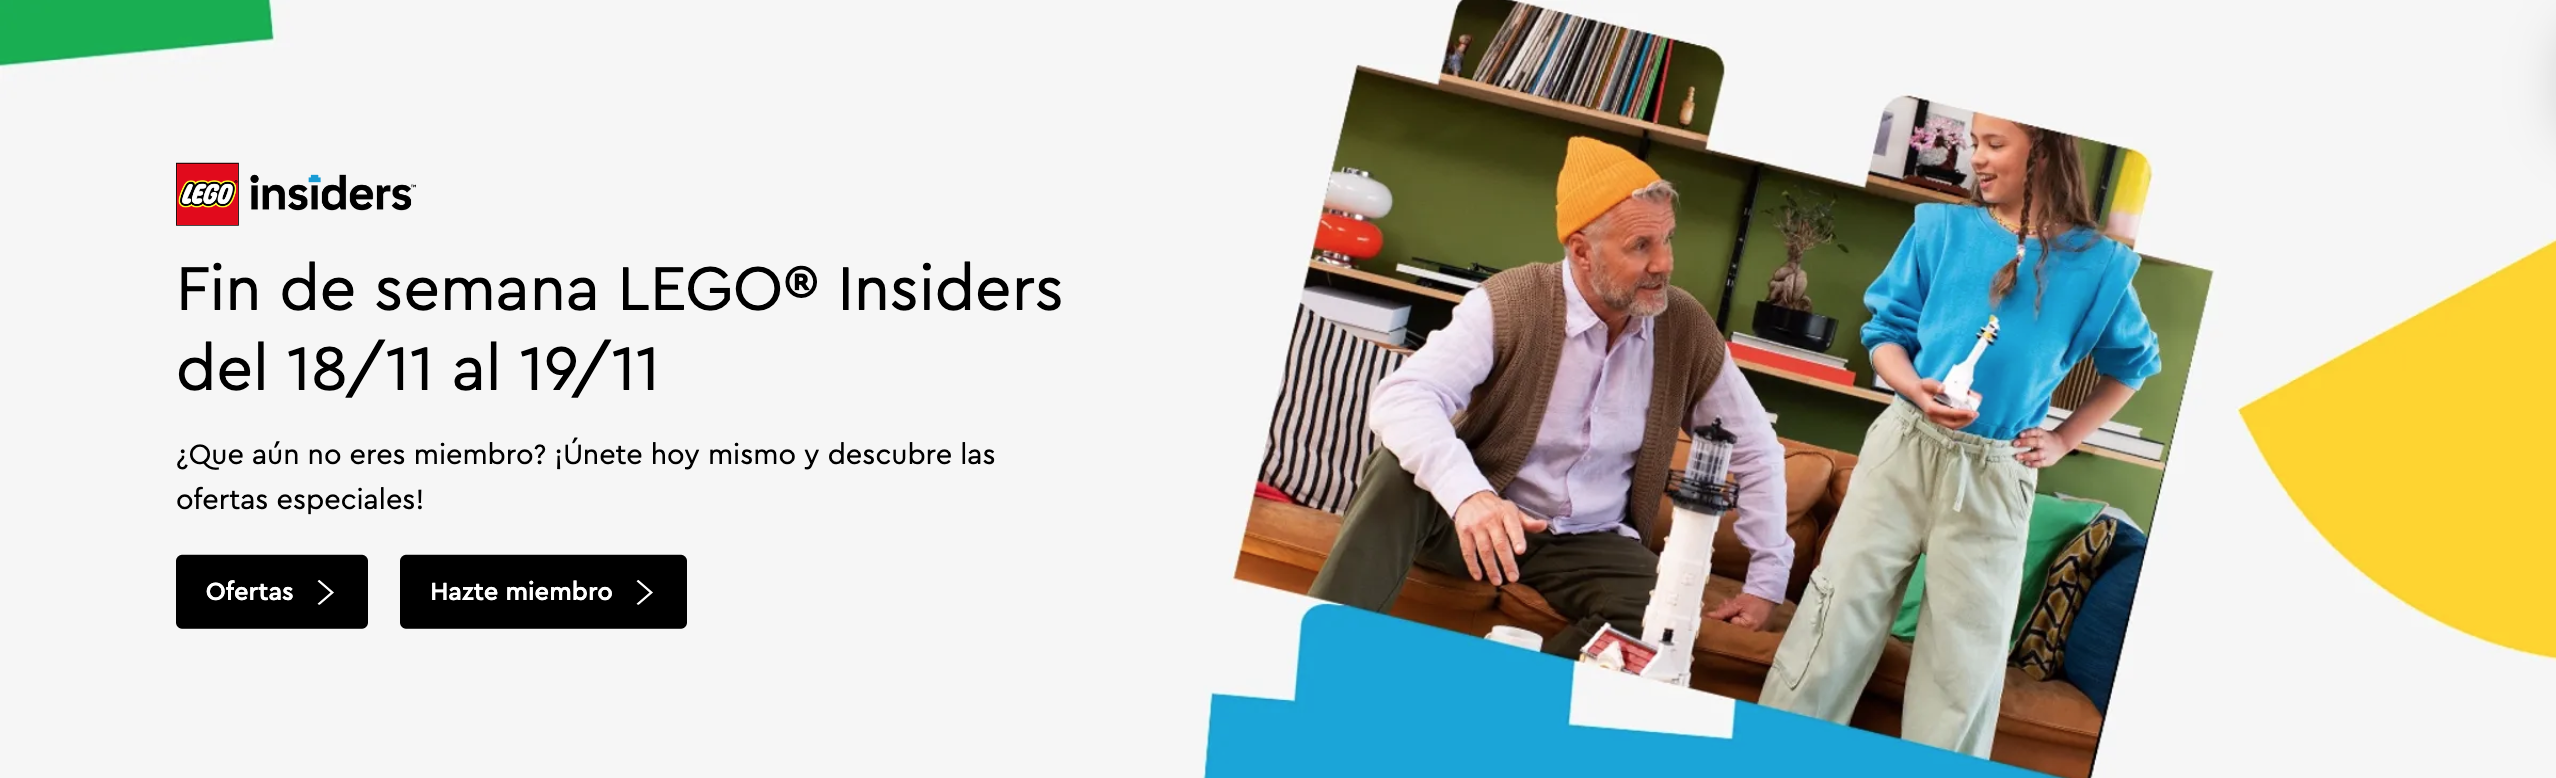 LEGO insiders™
Fin de semana LEGO® Insiders
del 18/11 al 19/11
¿Que aún no eres miembro? ¡Únete hoy mismo y descubre las
ofertas especiales!
Ofertas
Hazte miembro